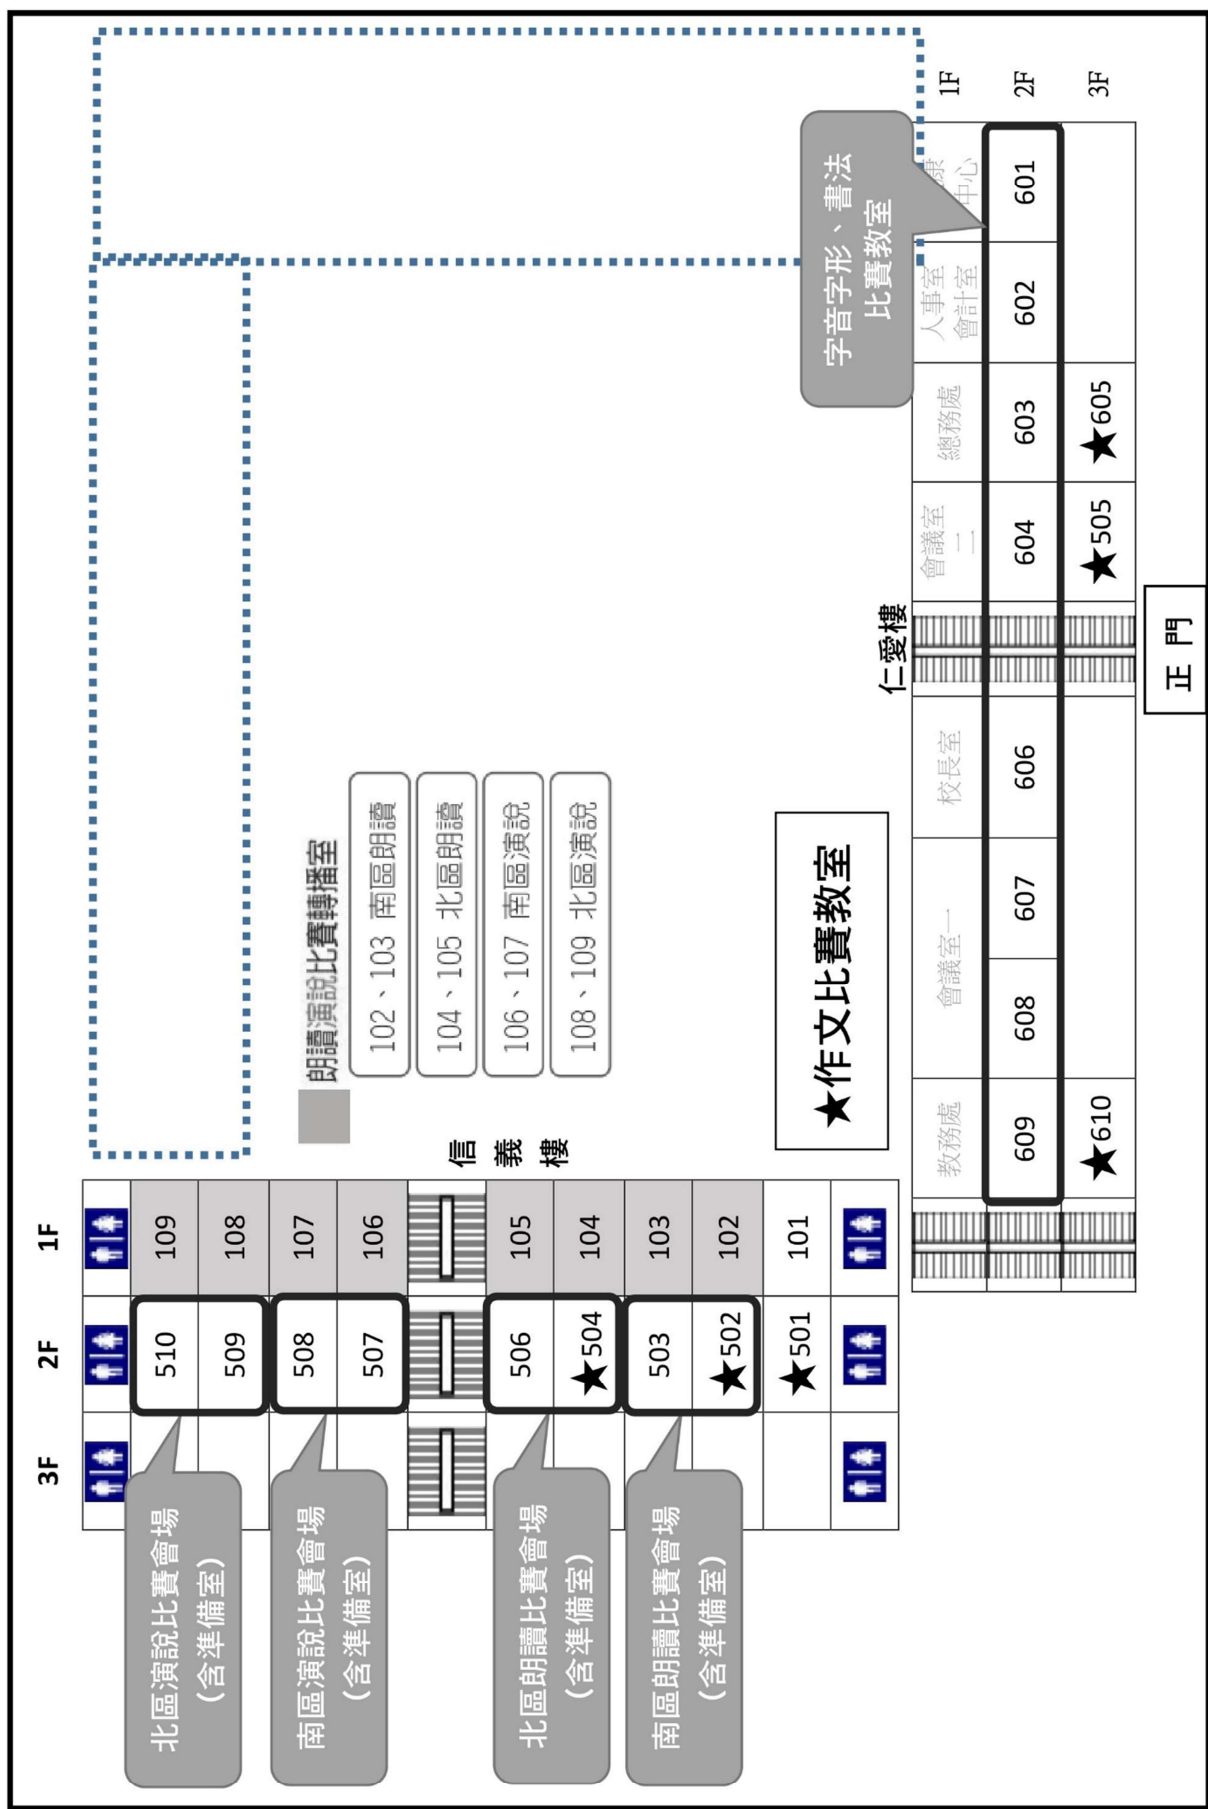 1F
2F
3F
109
108
107
106
105
104
103
102
101
510
509
508
507
506
★504
503
★502
★501
北區演說比賽會場
(含準備室)
南區演說比賽會場
(含準備室)
北區朗讀比賽會場
(含準備室)
南區朗讀比賽會場
(含準備室)
信義樓
朗讀演說比賽轉播室
102、103 南區朗讀
104、105 北區朗讀
106、107 南區演說
108、109 北區演說
★作文比賽教室
字音字形、書法
比賽教室
仁愛樓
教務處
會議室一
校長室
會議室
二
總務處
人事室
會計室
康
中心
1F
609
608
607
606
604
603
602
601
2F
★610
★505
★605
3F
正門